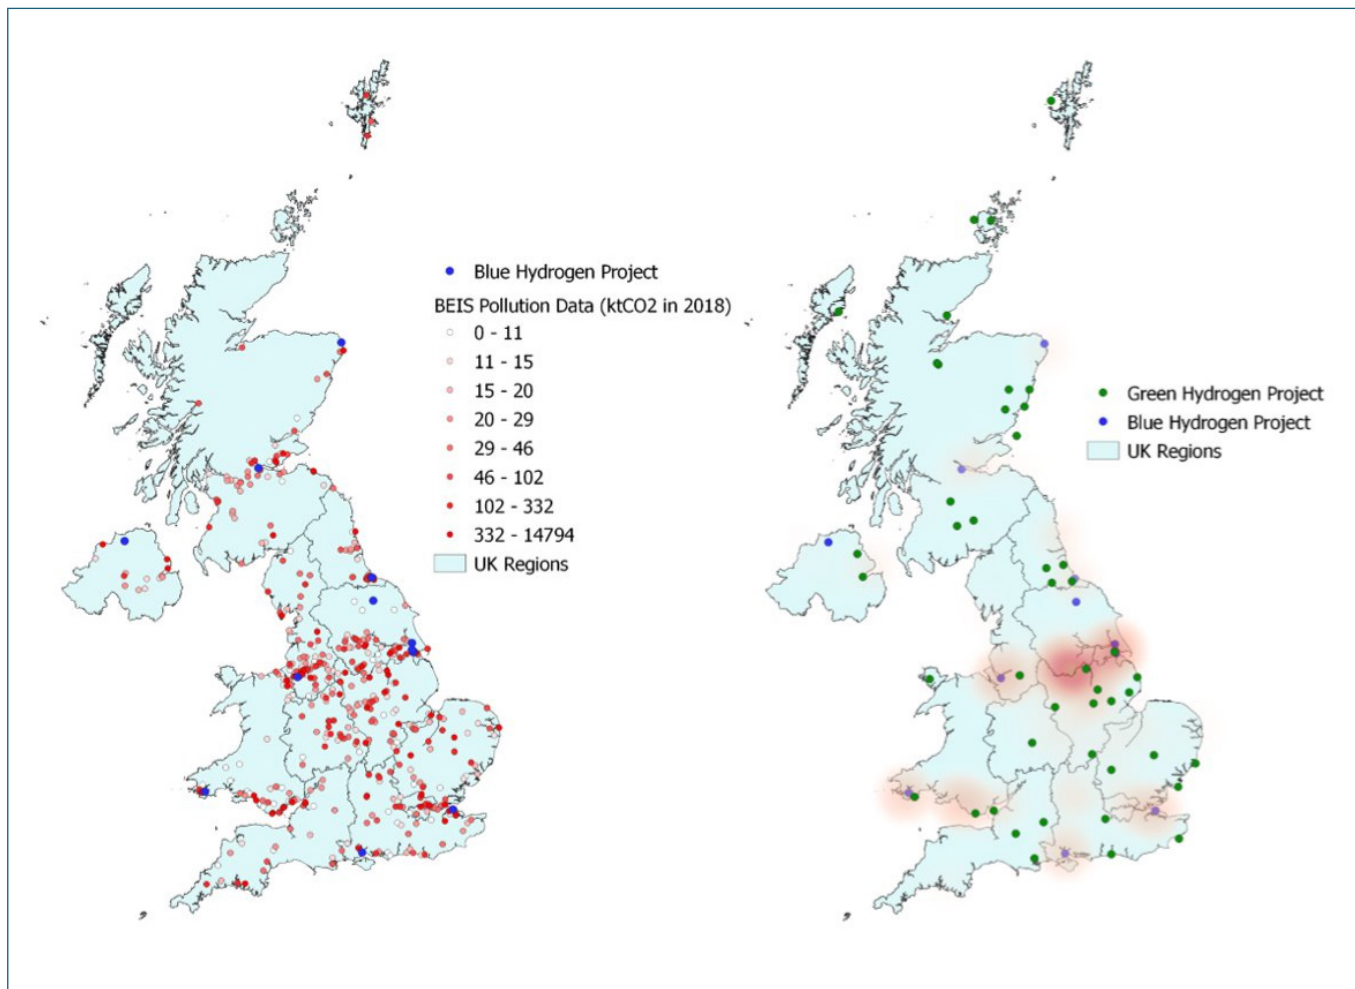 Blue Hydrogen Project
BEIS Pollution Data (ktCO2 in 2018)
0 - 11
11 - 15
15 - 20
20 - 29
29 - 46
46 - 102
102 - 332
332 - 14794
UK Regions
Green Hydrogen Project
Blue Hydrogen Project
UK Regions